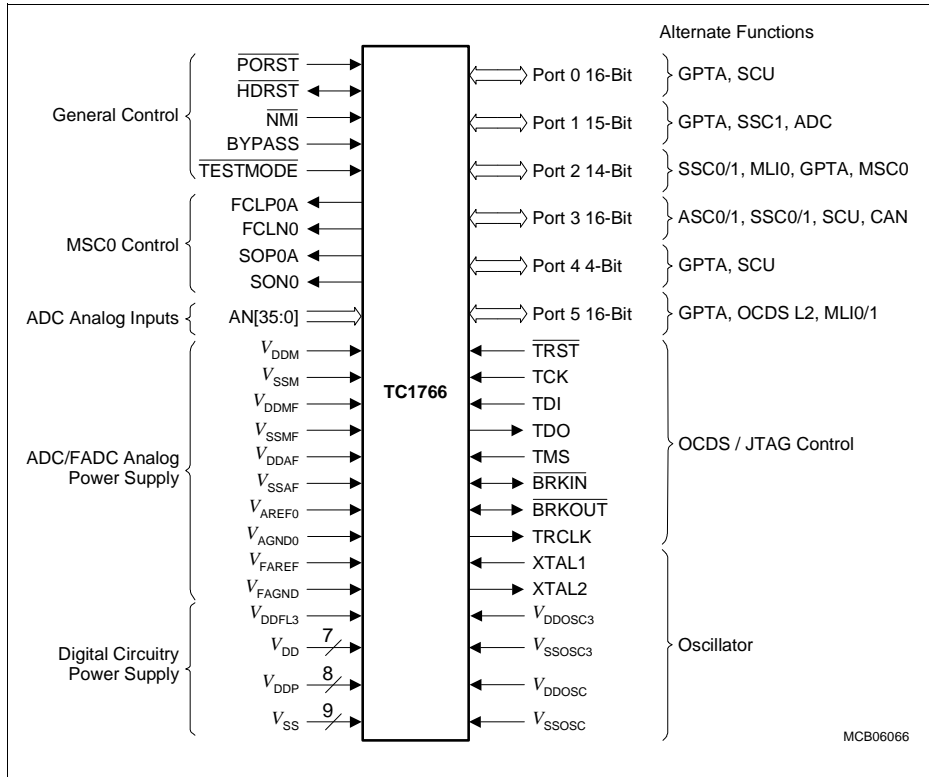 Alternate Functions
General Control
PORST
HDRST
NMI
BYPASS
TESTMODE
MSC0 Control
FCLP0A
FCLN0
SOP0A
SON0
ADC Analog Inputs
AN[35:0]
ADC/FADC Analog
Power Supply
VDDM
VSSM
VDDMF
VSSMF
VDDAF
VSSAF
VAREF0
VAGND0
VFAREF
VFAGND
Digital Circuitry
Power Supply
VDDFL3
VDD 7
VDDP 8
VSS 9
TC1766
Port 0 16-Bit GPTA, SCU
Port 1 15-Bit GPTA, SSC1, ADC
Port 2 14-Bit SSC0/1, MLI0, GPTA, MSC0
Port 3 16-Bit ASC0/1, SSC0/1, SCU, CAN
Port 4 4-Bit GPTA, SCU
Port 5 16-Bit GPTA, OCDS L2, MLI0/1
TRST
TCK
TDI
TDO
TMS
BRKIN
BRKOUT
TRCLK
OCDS / JTAG Control
XTAL1
XTAL2
VDDOSC3
VSSOSC3
VDDOSC
VSSOSC
Oscillator
MCB06066